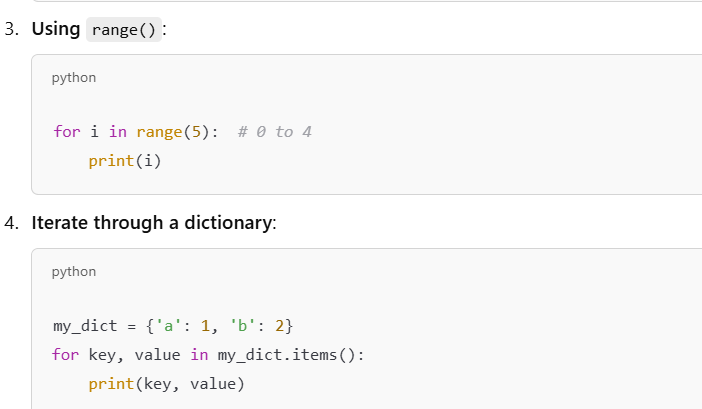 3. Using range():
python
for i in range(5):  # 0 to 4
    print(i)
4. Iterate through a dictionary:
python
my_dict = {'a': 1, 'b': 2}
for key, value in my_dict.items():
    print(key, value)